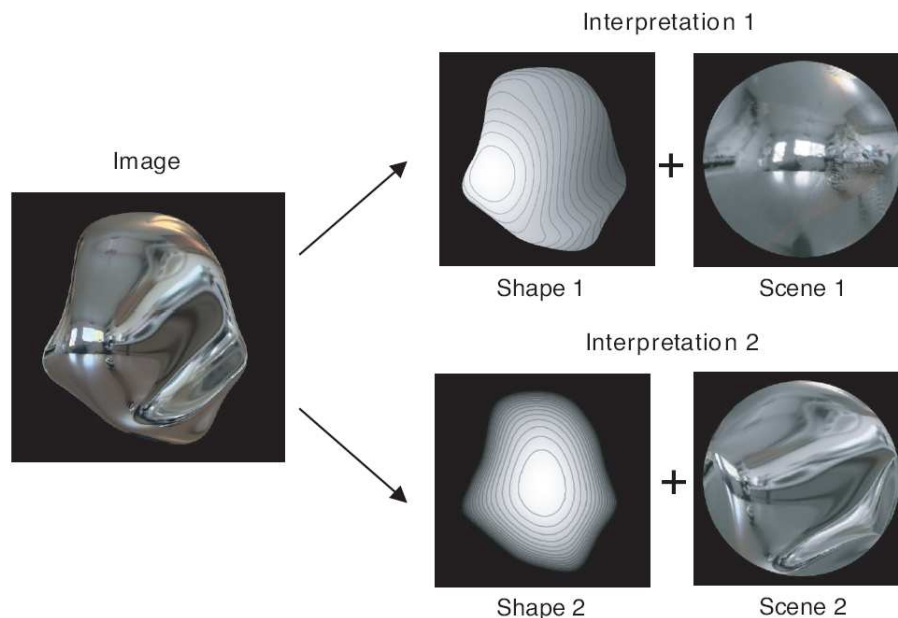 Interpretation 1
Image
+
Shape 1
Scene 1
Interpretation 2
+
Shape 2
Scene 2